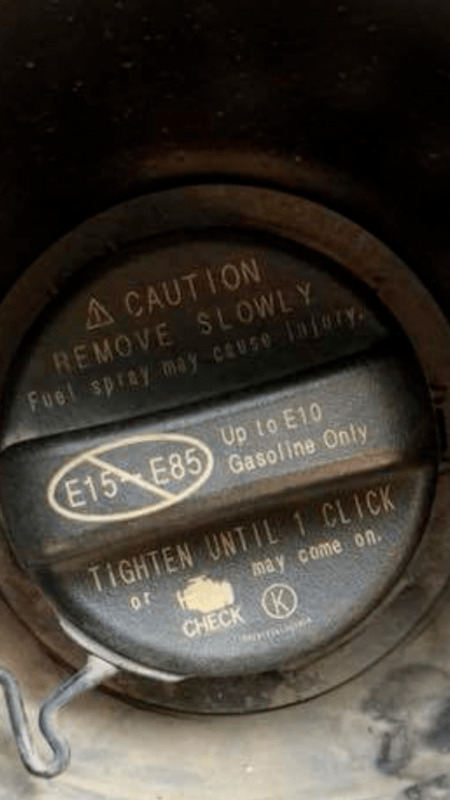 ⚠ CAUTION
REMOVE SLOWLY
Fuel spray may cause injury.
E15-E85
Up to E10
Gasoline Only
TIGHTEN UNTIL 1 CLICK
or CHECK may come on.
K